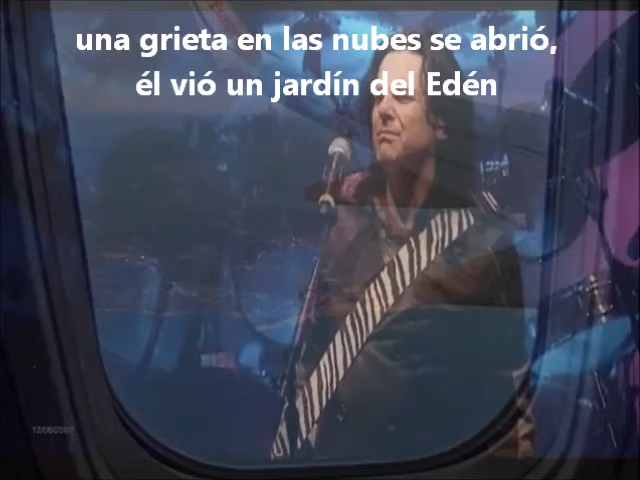 una grieta en las nubes se abrió,
él vió un jardín del Edén